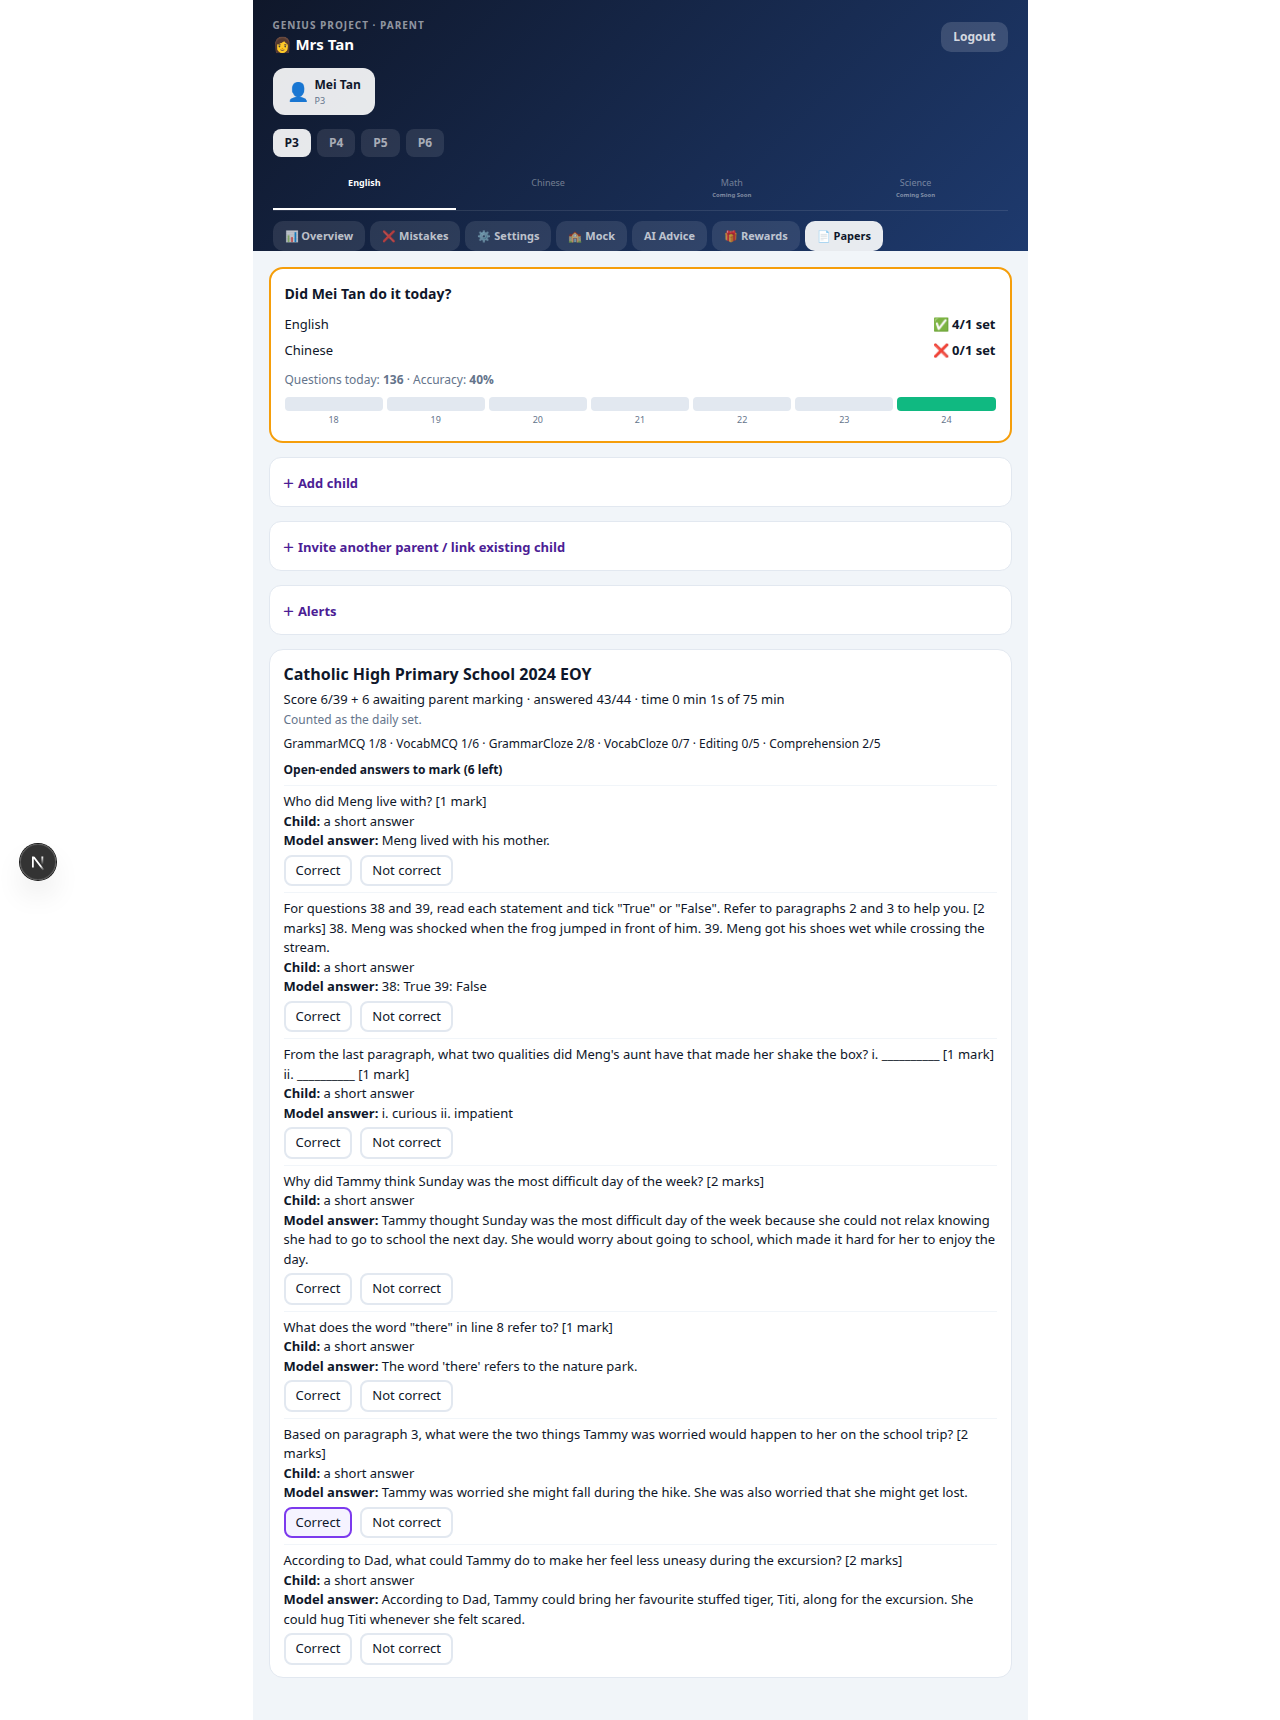 GENIUS PROJECT · PARENT
👩 Mrs Tan
Logout
Mei Tan
P3
P3
P4
P5
P6
English
Chinese
Math
Coming Soon
Science
Coming Soon
📊 Overview
❌ Mistakes
⚙️ Settings
🏫 Mock
AI Advice
🎁 Rewards
📄 Papers
Did Mei Tan do it today?
English
✅ 4/1 set
Chinese
❌ 0/1 set
Questions today: 136 · Accuracy: 40%
18
19
20
21
22
23
24
+ Add child
+ Invite another parent / link existing child
+ Alerts
Catholic High Primary School 2024 EOY
Score 6/39 + 6 awaiting parent marking · answered 43/44 · time 0 min 1s of 75 min
Counted as the daily set.
GrammarMCQ 1/8 · VocabMCQ 1/6 · GrammarCloze 2/8 · VocabCloze 0/7 · Editing 0/5 · Comprehension 2/5
Open-ended answers to mark (6 left)
Who did Meng live with? [1 mark]
Child: a short answer
Model answer: Meng lived with his mother.
Correct
Not correct
For questions 38 and 39, read each statement and tick "True" or "False". Refer to paragraphs 2 and 3 to help you. [2
marks] 38. Meng was shocked when the frog jumped in front of him. 39. Meng got his shoes wet while crossing the
stream.
Child: a short answer
Model answer: 38: True 39: False
Correct
Not correct
From the last paragraph, what two qualities did Meng's aunt have that made her shake the box? i. __________ [1 mark]
ii. __________ [1 mark]
Child: a short answer
Model answer: i. curious ii. impatient
Correct
Not correct
Why did Tammy think Sunday was the most difficult day of the week? [2 marks]
Child: a short answer
Model answer: Tammy thought Sunday was the most difficult day of the week because she could not relax knowing
she had to go to school the next day. She would worry about going to school, which made it hard for her to enjoy the
day.
Correct
Not correct
What does the word "there" in line 8 refer to? [1 mark]
Child: a short answer
Model answer: The word 'there' refers to the nature park.
Correct
Not correct
Based on paragraph 3, what were the two things Tammy was worried would happen to her on the school trip? [2
marks]
Child: a short answer
Model answer: Tammy was worried she might fall during the hike. She was also worried that she might get lost.
Correct
Not correct
According to Dad, what could Tammy do to make her feel less uneasy during the excursion? [2 marks]
Child: a short answer
Model answer: According to Dad, Tammy could bring her favourite stuffed tiger, Titi, along for the excursion. She
could hug Titi whenever she felt scared.
Correct
Not correct
N